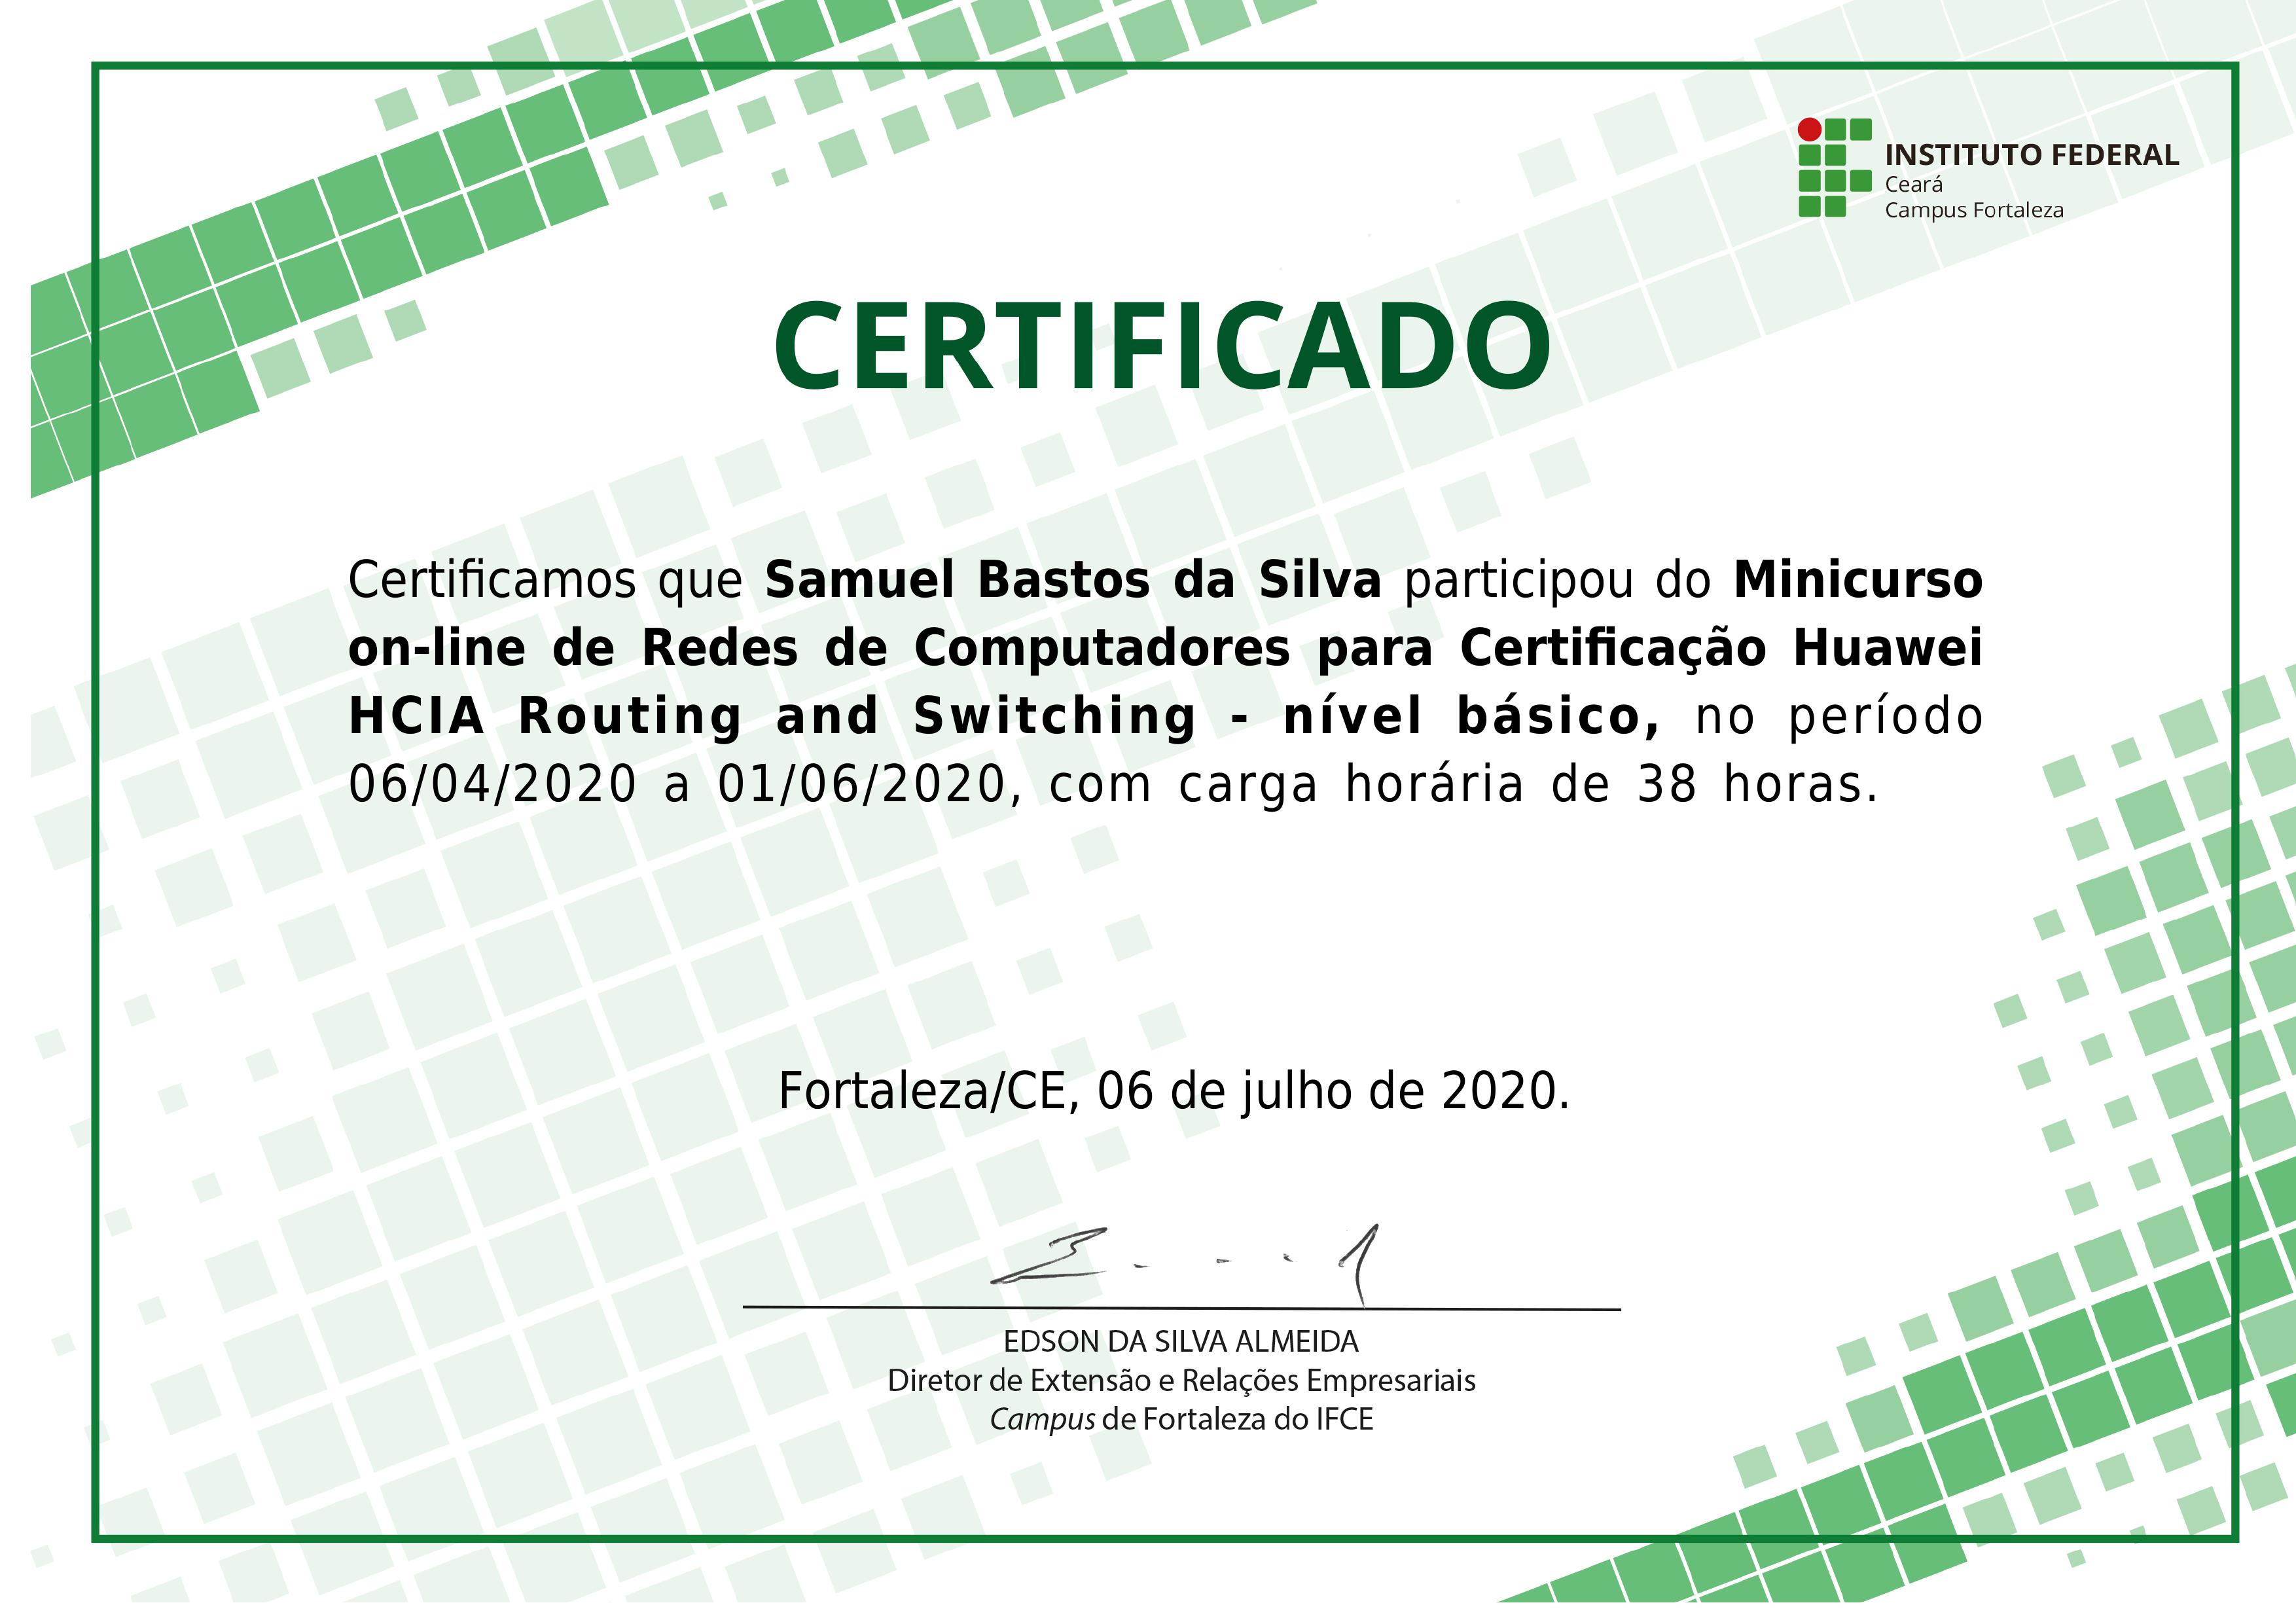 INSTITUTO FEDERAL
Ceará
Campus Fortaleza
CERTIFICADO
Certificamos que Samuel Bastos da Silva participou do Minicurso
on-line de Redes de Computadores para Certificação Huawei
HCIA Routing and Switching - nível básico, no período
06/04/2020 a 01/06/2020, com carga horária de 38 horas.
Fortaleza/CE, 06 de julho de 2020.
EDSON DA SILVA ALMEIDA
Diretor de Extensão e Relações Empresariais
Campus de Fortaleza do IFCE